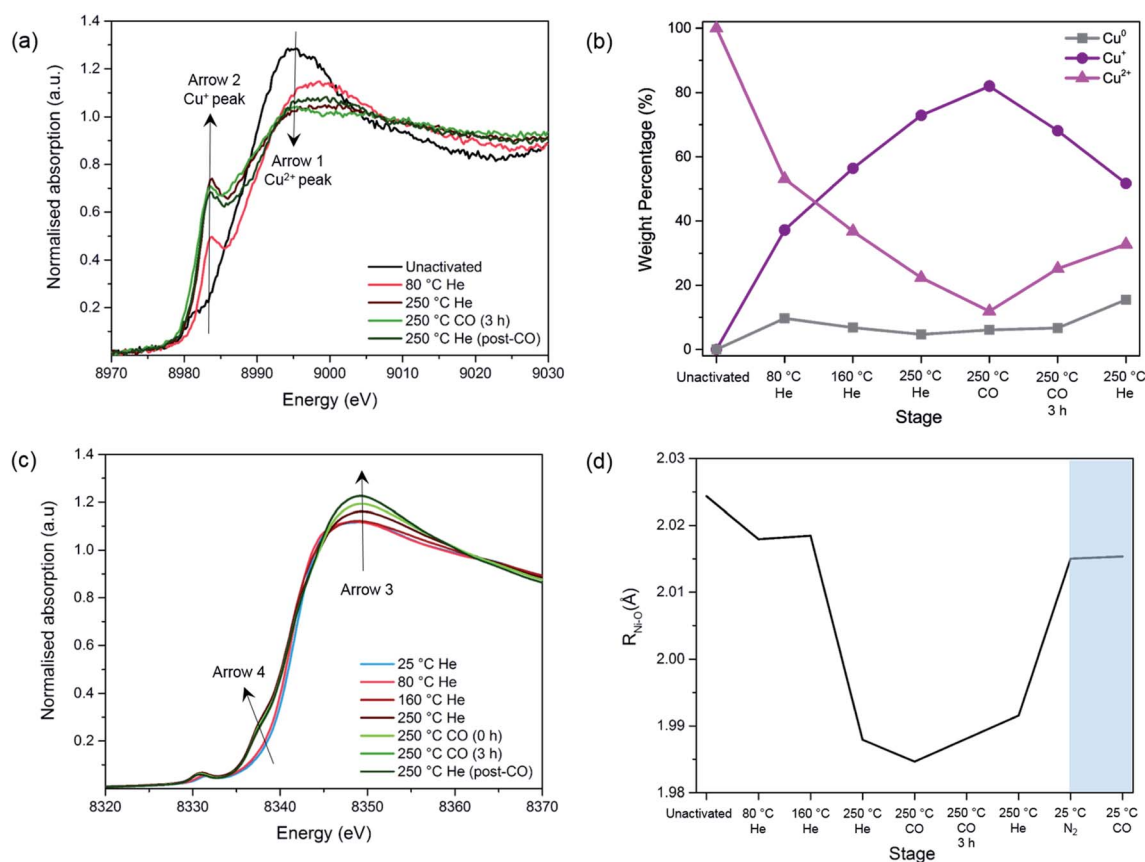 (a)
Normalised absorption (a.u.)
1.4
1.2
1.0
0.8
0.6
0.4
0.2
Arrow 2
Cu⁺ peak
Arrow 1
Cu²⁺ peak
Unactivated
80 °C He
250 °C He
250 °C CO (3 h)
250 °C He (post-CO)
8970 8980 8990 9000 9010 9020 9030
Energy (eV)
(b)
Weight Percentage (%)
100
80
60
40
20
0
Cu⁰
Cu⁺
Cu²⁺
Unactivated 80 °C 160 °C 250 °C 250 °C 250 °C 250 °C
He He He CO CO He
3 h
Stage
(c)
Normalised absorption (a.u)
1.4
1.2
1.0
0.8
0.6
0.4
0.2
Arrow 3
Arrow 4
25 °C He
80 °C He
160 °C He
250 °C He
250 °C CO (0 h)
250 °C CO (3 h)
250 °C He (post-CO)
8320 8330 8340 8350 8360 8370
Energy (eV)
(d)
R_Ni-O(Å)
2.03
2.02
2.01
2.00
1.99
1.98
Unactivated 80 °C 160 °C 250 °C 250 °C 250 °C 250 °C 25 °C 25 °C
He He He CO CO He N₂ CO
3 h
Stage